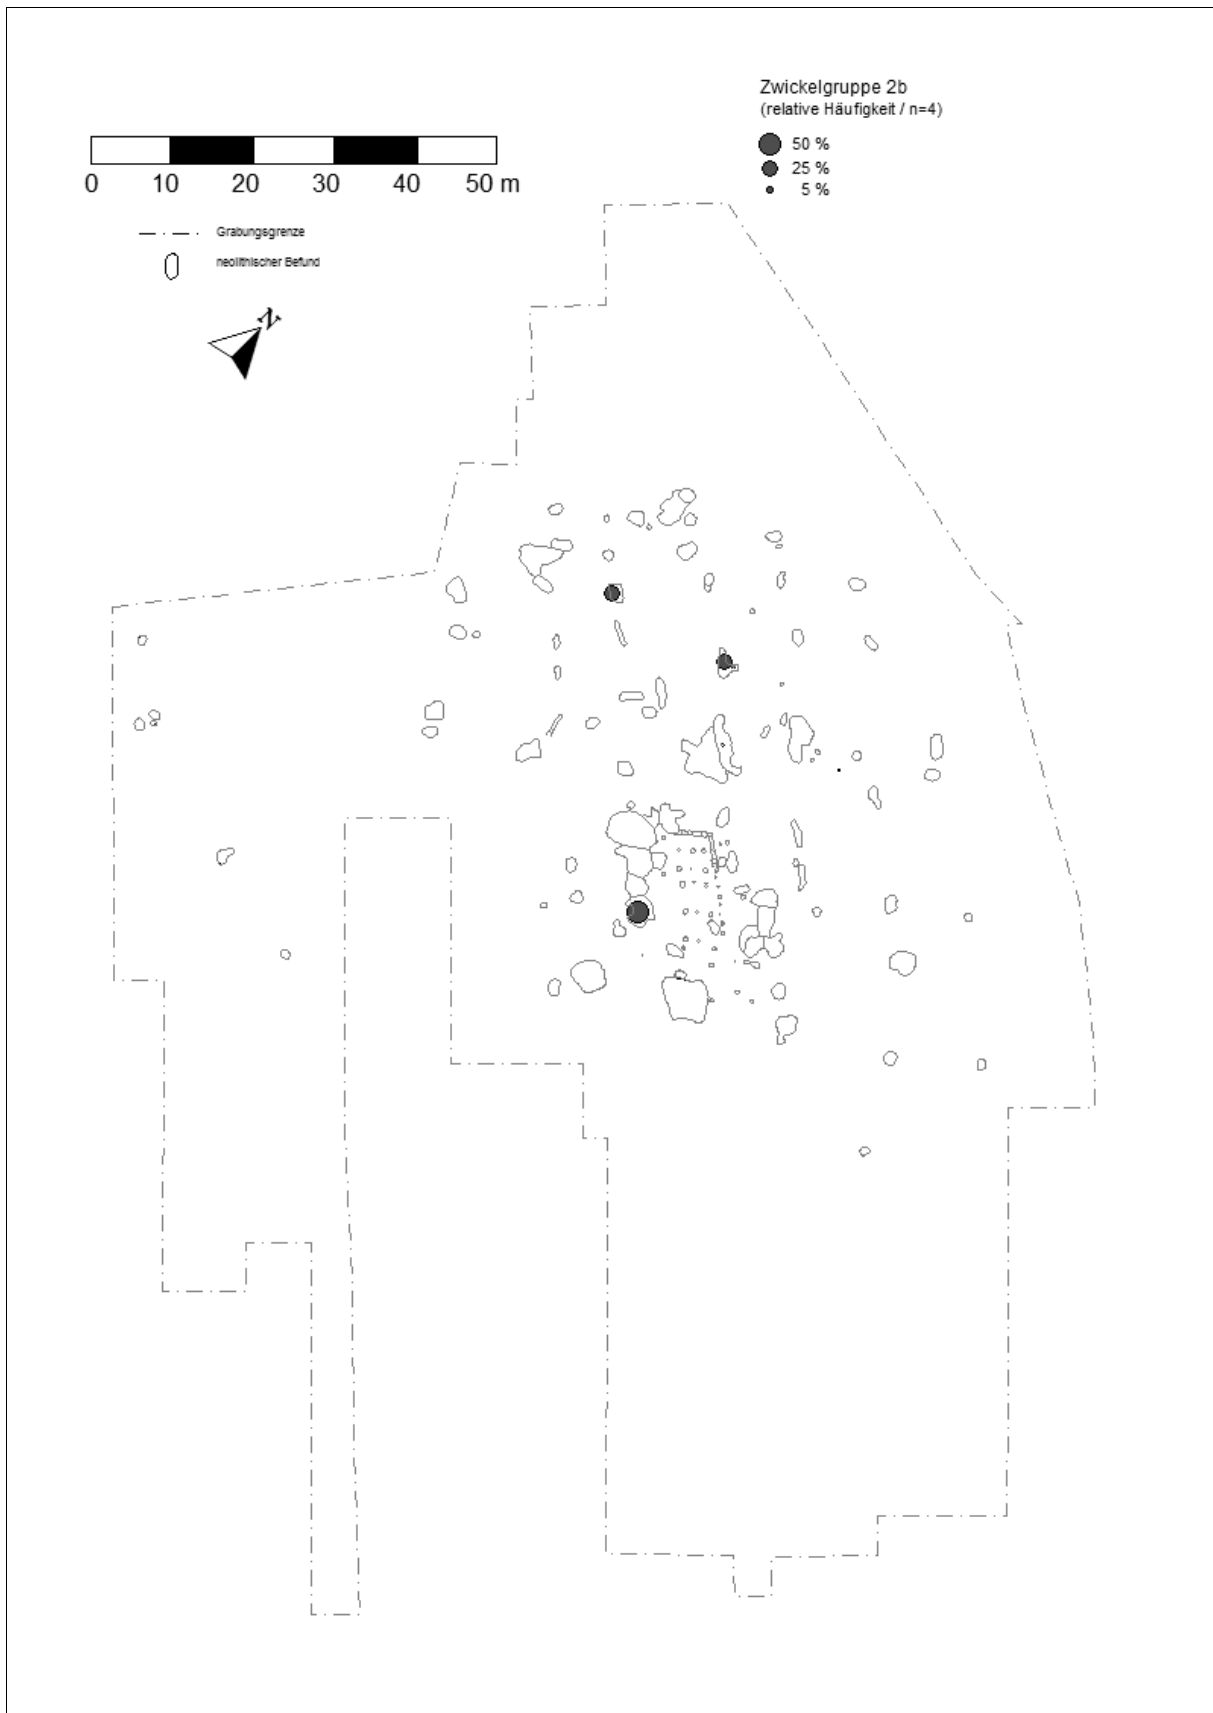 Zwickelgruppe 2b
(relative Häufigkeit / n=4)
50 %
25 %
5 %
0 10 20 30 40 50 m
Grabungsgrenze
neolithischer Befund
N